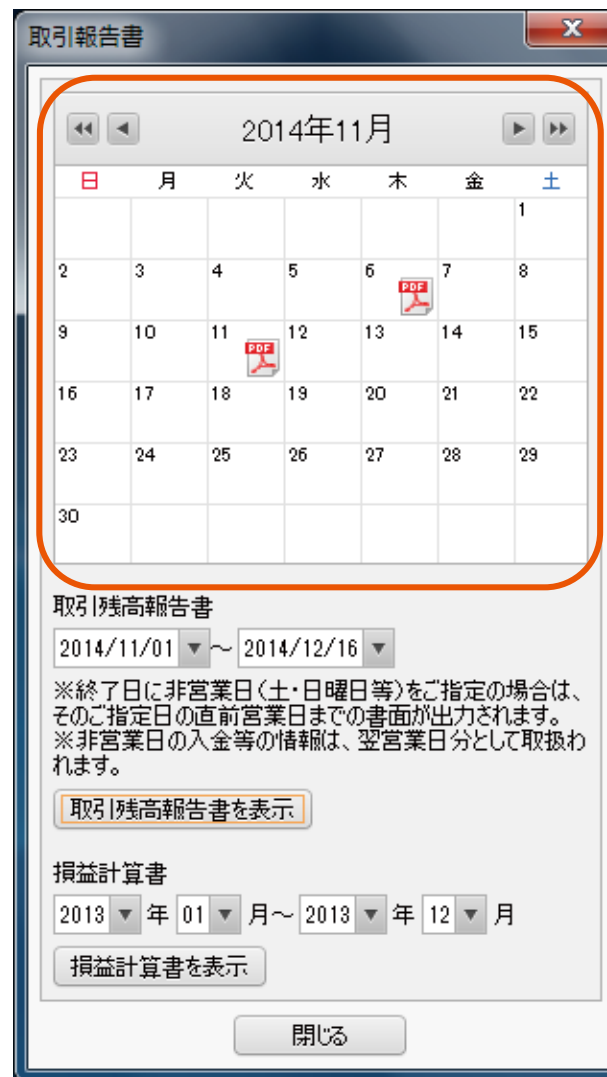 取引報告書
2014年11月
日 月 火 水 木 金 土
1
2 3 4 5 6 PDF 7 8
9 10 11 PDF 12 13 14 15
16 17 18 19 20 21 22
23 24 25 26 27 28 29
30
取引残高報告書
2014/11/01 ～ 2014/12/16
※終了日に非営業日(土・日曜日等)をご指定の場合は、
そのご指定日の直前営業日までの書面が出力されます。
※非営業日の入金等の情報は、翌営業日分として取扱わ
れます。
取引残高報告書を表示
損益計算書
2013 年 01 月～ 2013 年 12 月
損益計算書を表示
閉じる